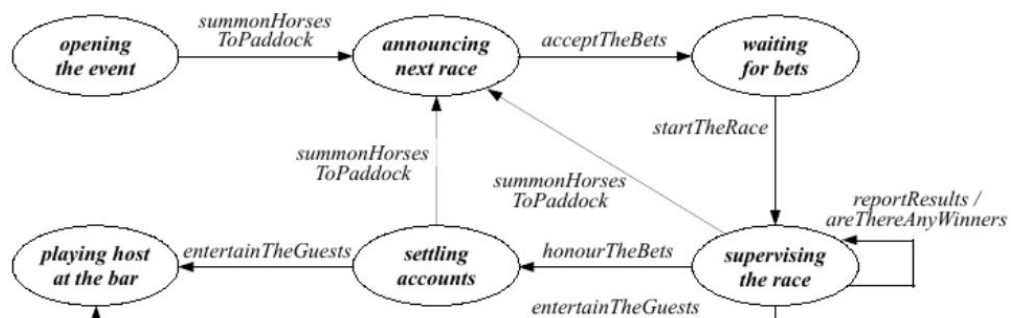 summonHorses
ToPaddock
opening
the event
announcing
next race
acceptTheBets
waiting
for bets
startTheRace
summonHorses
ToPaddock
summonHorses
ToPaddock
reportResults /
areThereAnyWinners
playing host
at the bar
entertainTheGuests
settling
accounts
honourTheBets
supervising
the race
entertainTheGuests